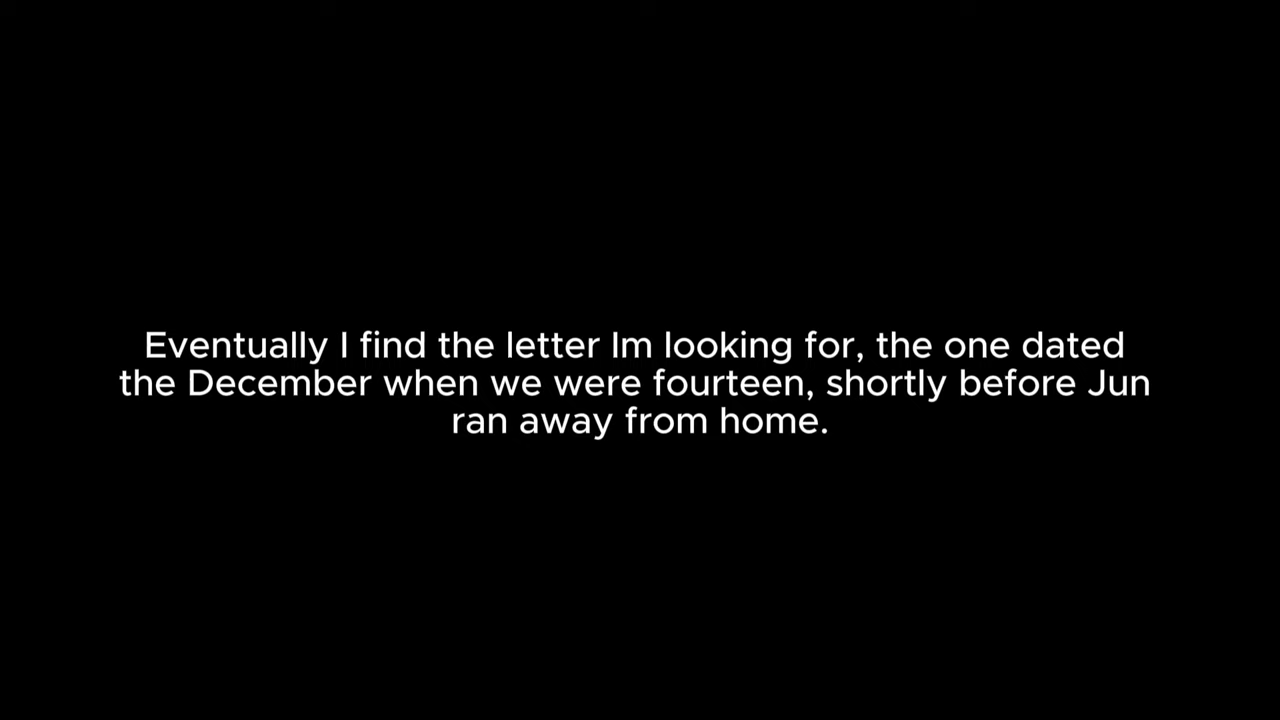 Eventually I find the letter Im looking for, the one dated
the December when we were fourteen, shortly before Jun
ran away from home.